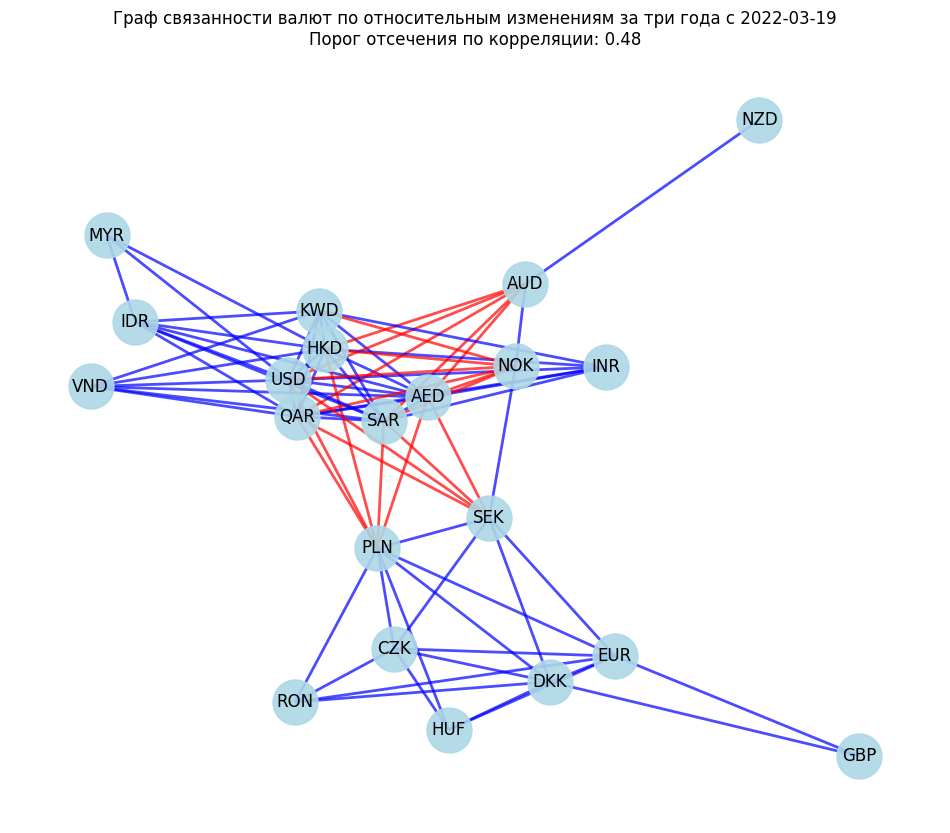 Граф связанности валют по относительным изменениям за три года с 2022-03-19
Порог отсечения по корреляции: 0.48
NZD
MYR
AUD
KWD
IDR
HKD
NOK
INR
USD
VND
AED
QAR
SAR
SEK
PLN
CZK
EUR
DKK
RON
HUF
GBP